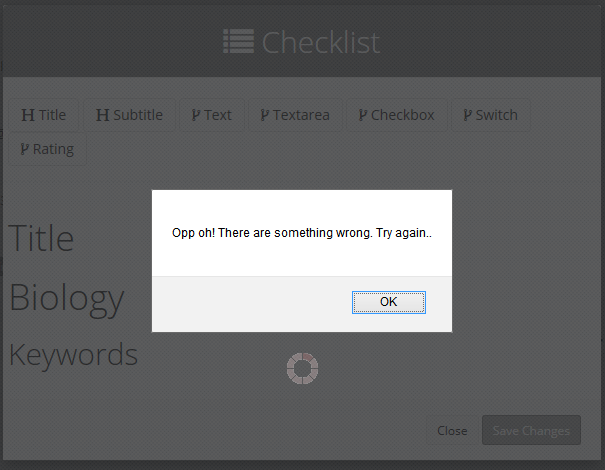 Checklist
H Title H Subtitle Text Textarea Checkbox Switch
Rating
Title
Opp oh! There are something wrong. Try again..
Biology
OK
Keywords
Close Save Changes